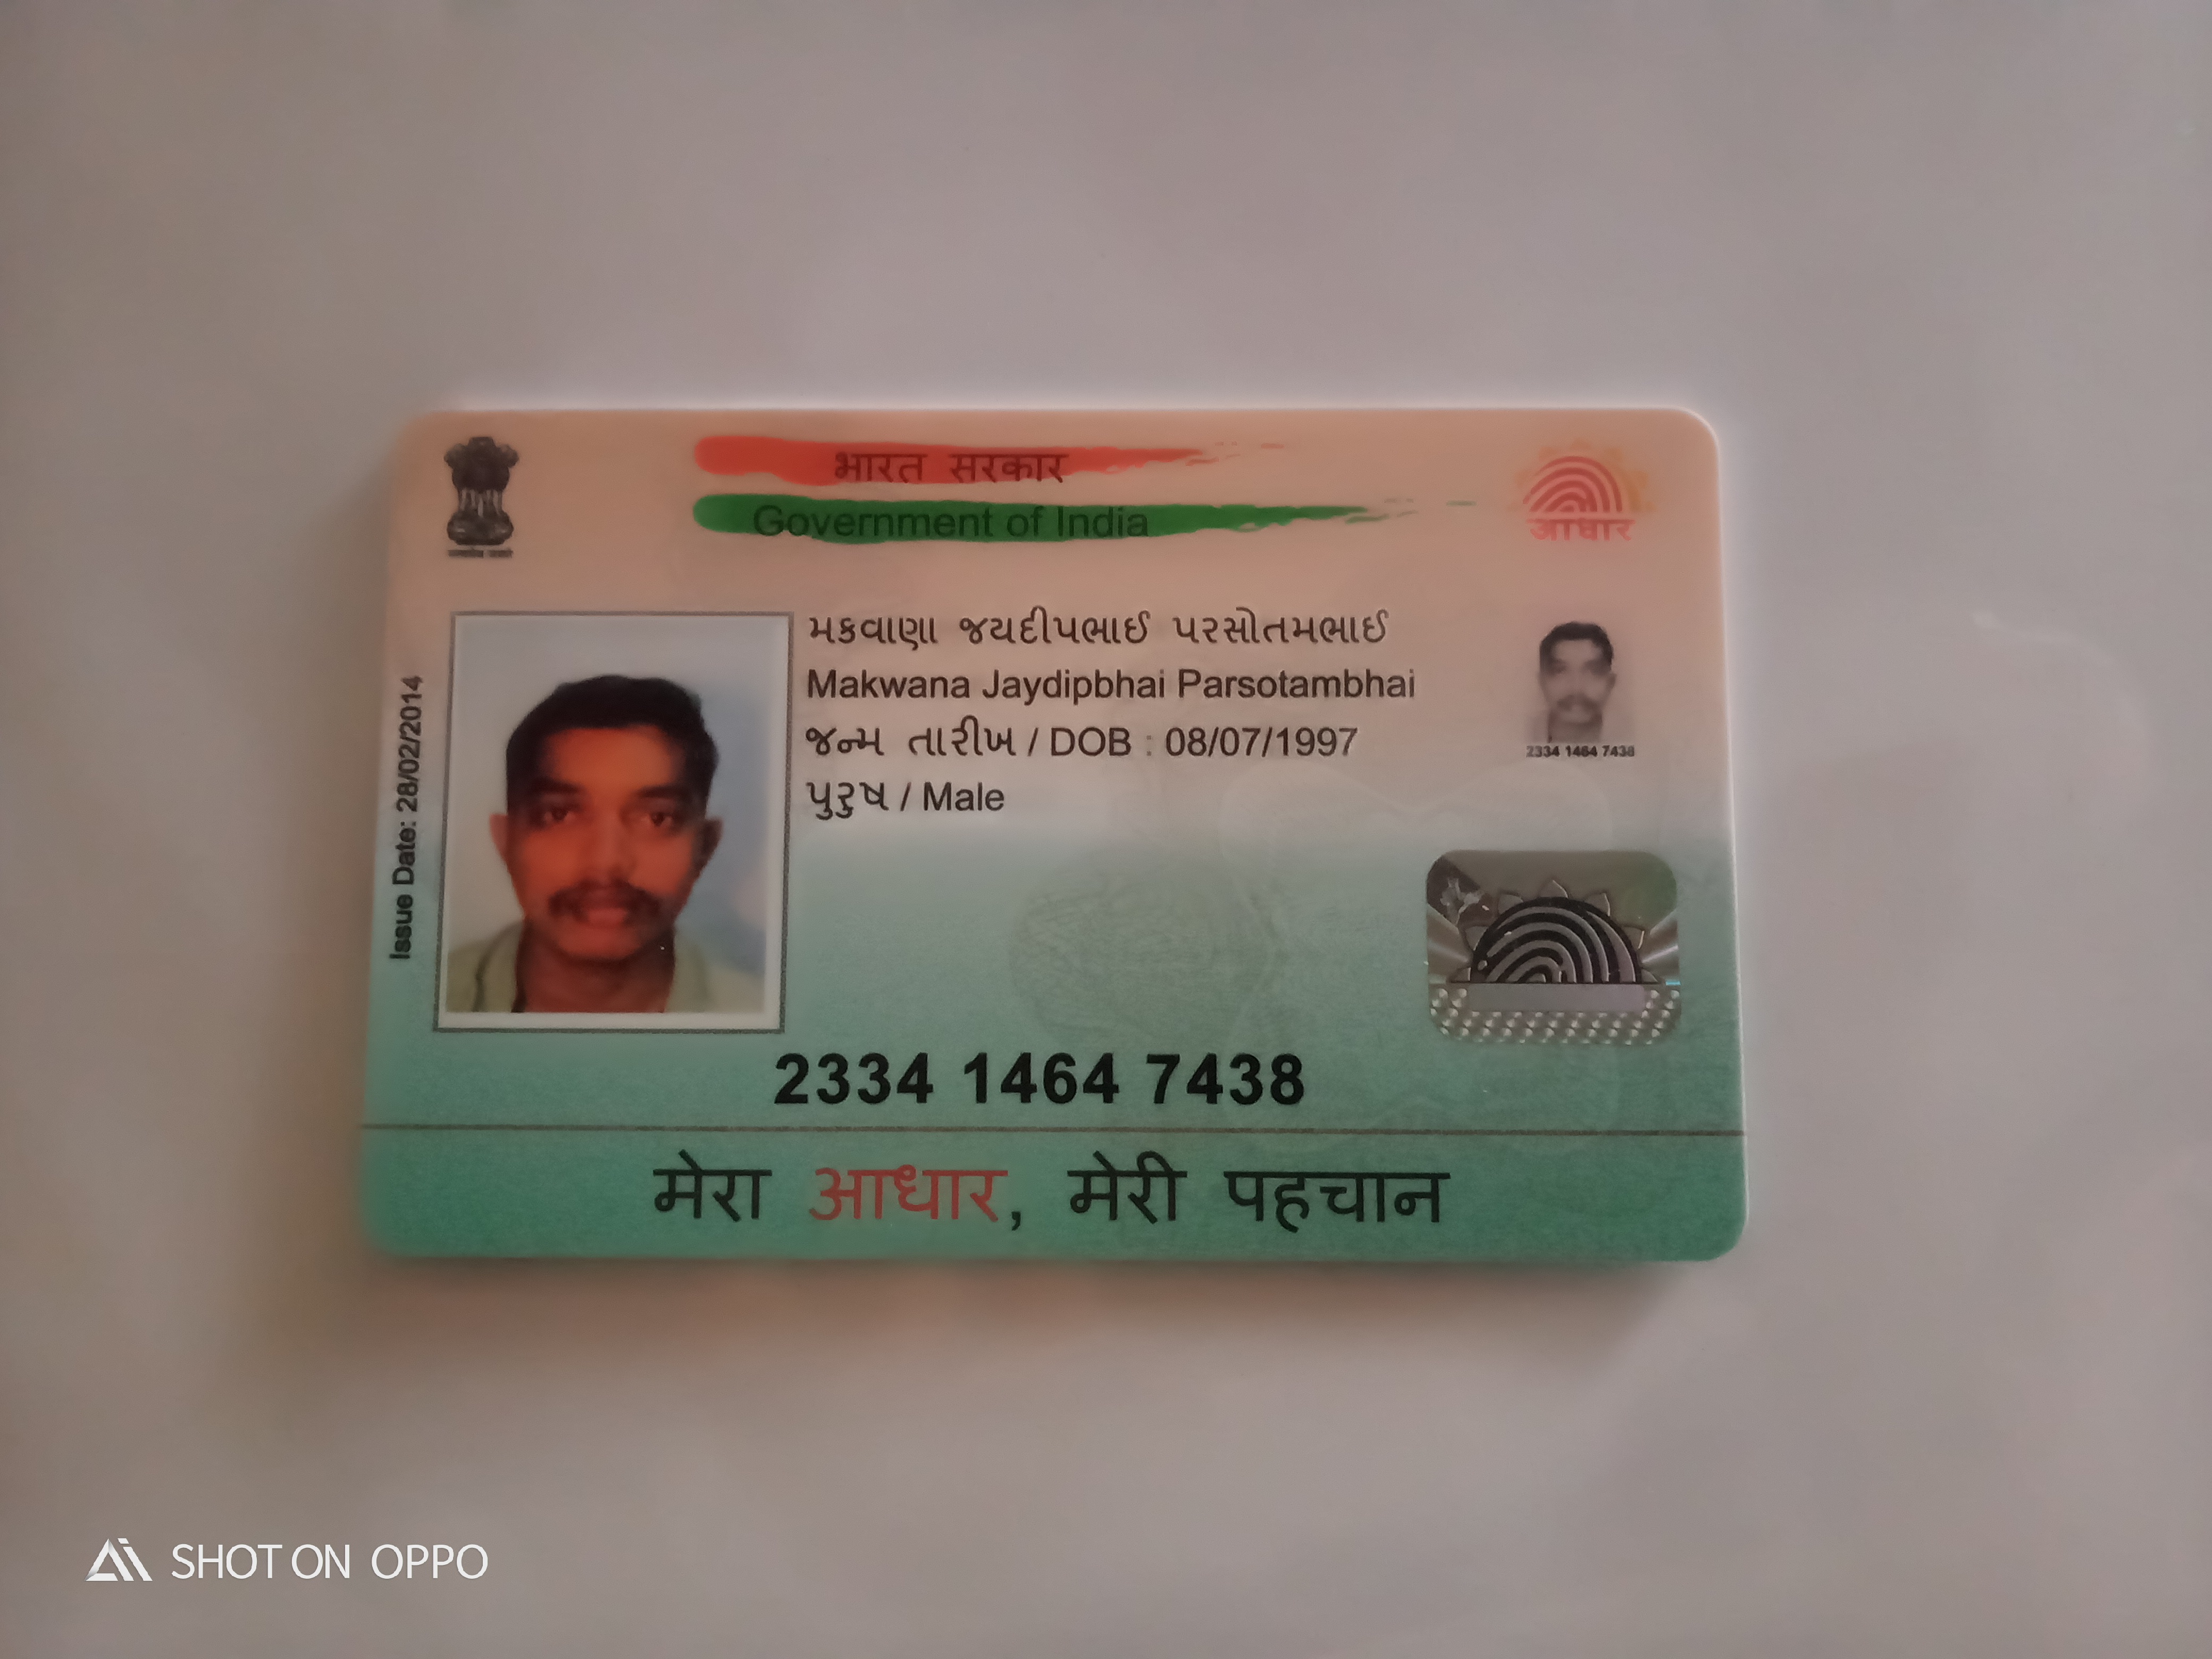 भारत सरकार
Government of India
आधार
મકવાણા જયદીપભાઈ પરસોતમભાઈ
Makwana Jaydipbhai Parsotambhai
જન્મ તારીખ / DOB : 08/07/1997
પુરુષ / Male
2334 1464 7438
Issue Date: 28/02/2014
2334 1464 7438
मेरा आधार, मेरी पहचान
SHOT ON OPPO